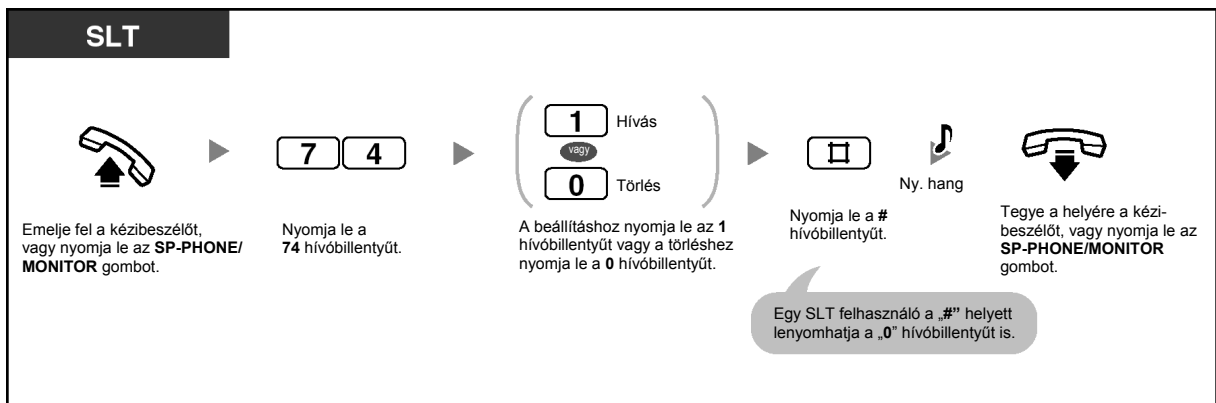 SLT
7 4
1 Hívás
vagy
0 Törlés
#
Ny. hang
Emelje fel a kézibeszélőt,
vagy nyomja le az SP-PHONE/
MONITOR gombot.
Nyomja le a
74 hívóbillentyűt.
A beállításhoz nyomja le az 1
hívóbillentyűt vagy a törléshez
nyomja le a 0 hívóbillentyűt.
Nyomja le a #
hívóbillentyűt.
Tegye a helyére a kézi-
beszélőt, vagy nyomja le az
SP-PHONE/MONITOR
gombot.
Egy SLT felhasználó a „#” helyett
lenyomhatja a „0” hívóbillentyűt is.